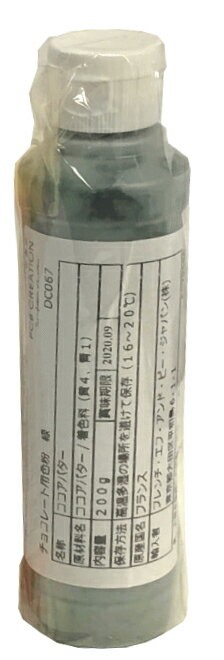 PCB CREATION
DC067
チョコレート用色粉 緑
名称 ココアバター
原材料名 ココアバター / 着色料 (黄4、青1)
内容量 200g 賞味期限 2020.09
保存方法 高温多湿の場所を避けて保存 (16~20℃)
原産国名 フランス
輸入者 フレンチ・エフ・アンド・ビー・ジャパン(株)